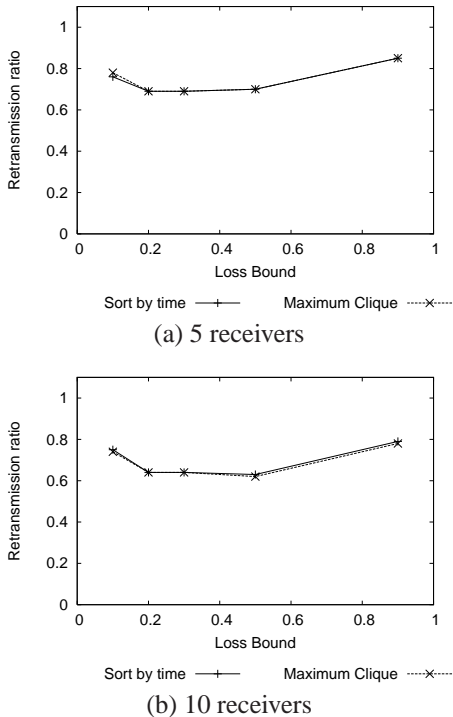 1
0.8
0.6
0.4
0.2
0
Retransmission ratio
0 0.2 0.4 0.6 0.8 1
Loss Bound
Sort by time Maximum Clique
(a) 5 receivers
1
0.8
0.6
0.4
0.2
0
Retransmission ratio
0 0.2 0.4 0.6 0.8 1
Loss Bound
Sort by time Maximum Clique
(b) 10 receivers